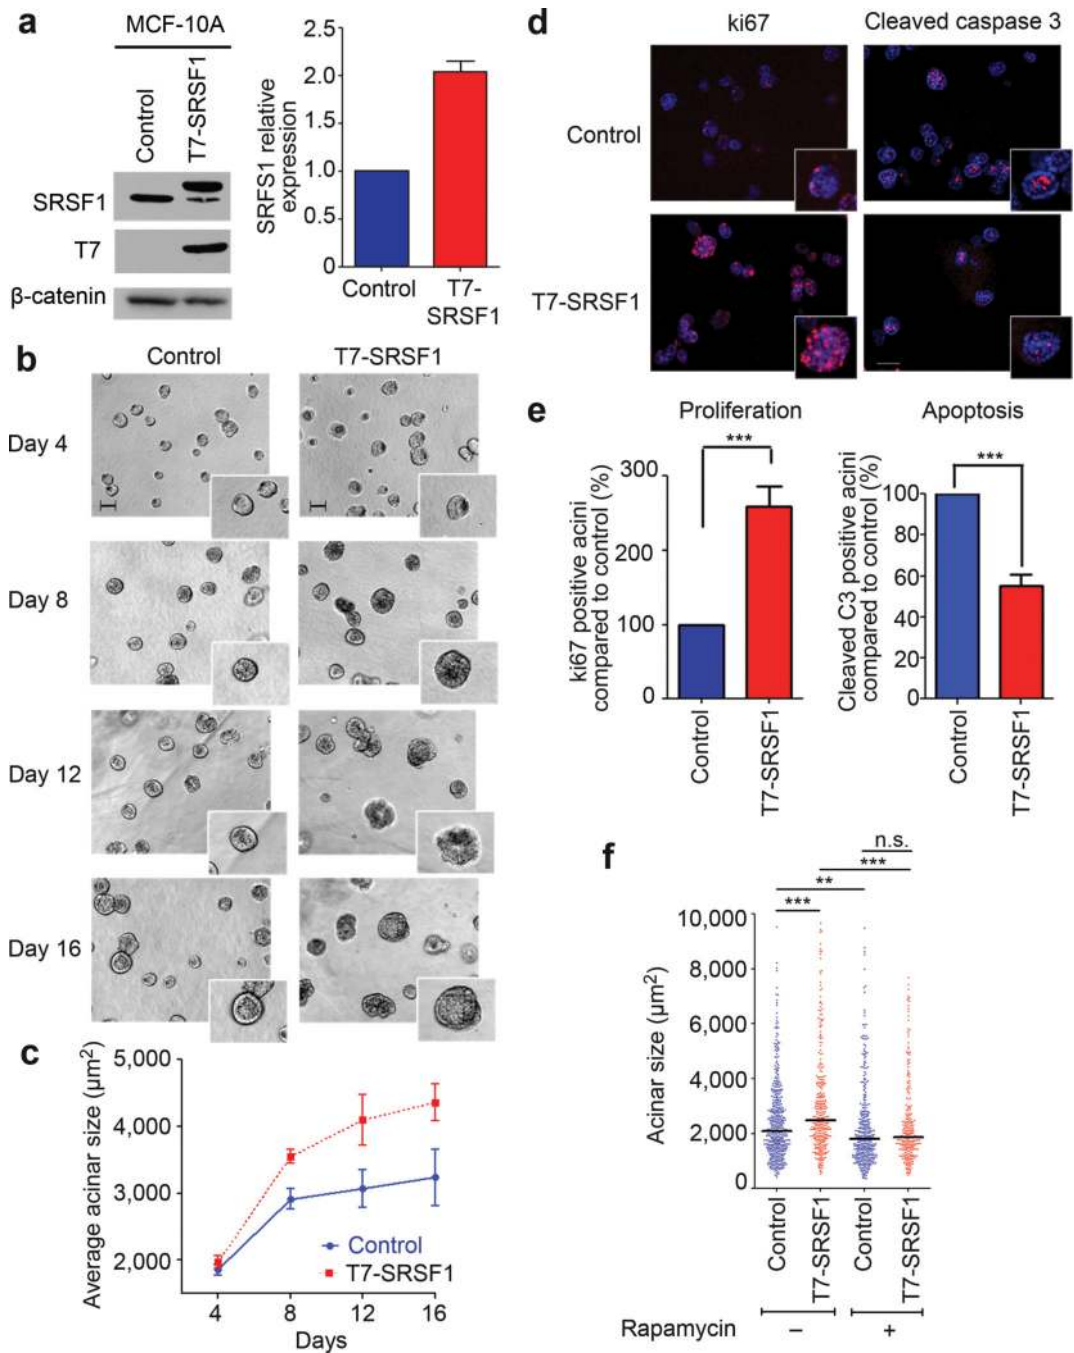 a
MCF-10A
Control
T7-SRSF1
SRSF1
T7
β-catenin
SRFS1 relative
expression
2.5
2.0
1.5
1.0
0.5
0
Control
T7-
SRSF1
b
Control
T7-SRSF1
Day 4
Day 8
Day 12
Day 16
c
Average acinar size (µm²)
5,000
4,000
3,000
2,000
Control
T7-SRSF1
4
8
12
16
Days
d
ki67
Cleaved caspase 3
Control
T7-SRSF1
e
Proliferation
***
ki67 positive acini
compared to control (%)
300
200
100
0
Control
T7-SRSF1
Apoptosis
***
Cleaved C3 positive acini
compared to control (%)
100
80
60
40
20
0
Control
T7-SRSF1
f
n.s.
***
**
***
Acinar size (µm²)
10,000
8,000
6,000
4,000
2,000
0
Control
T7-SRSF1
Control
T7-SRSF1
Rapamycin – +